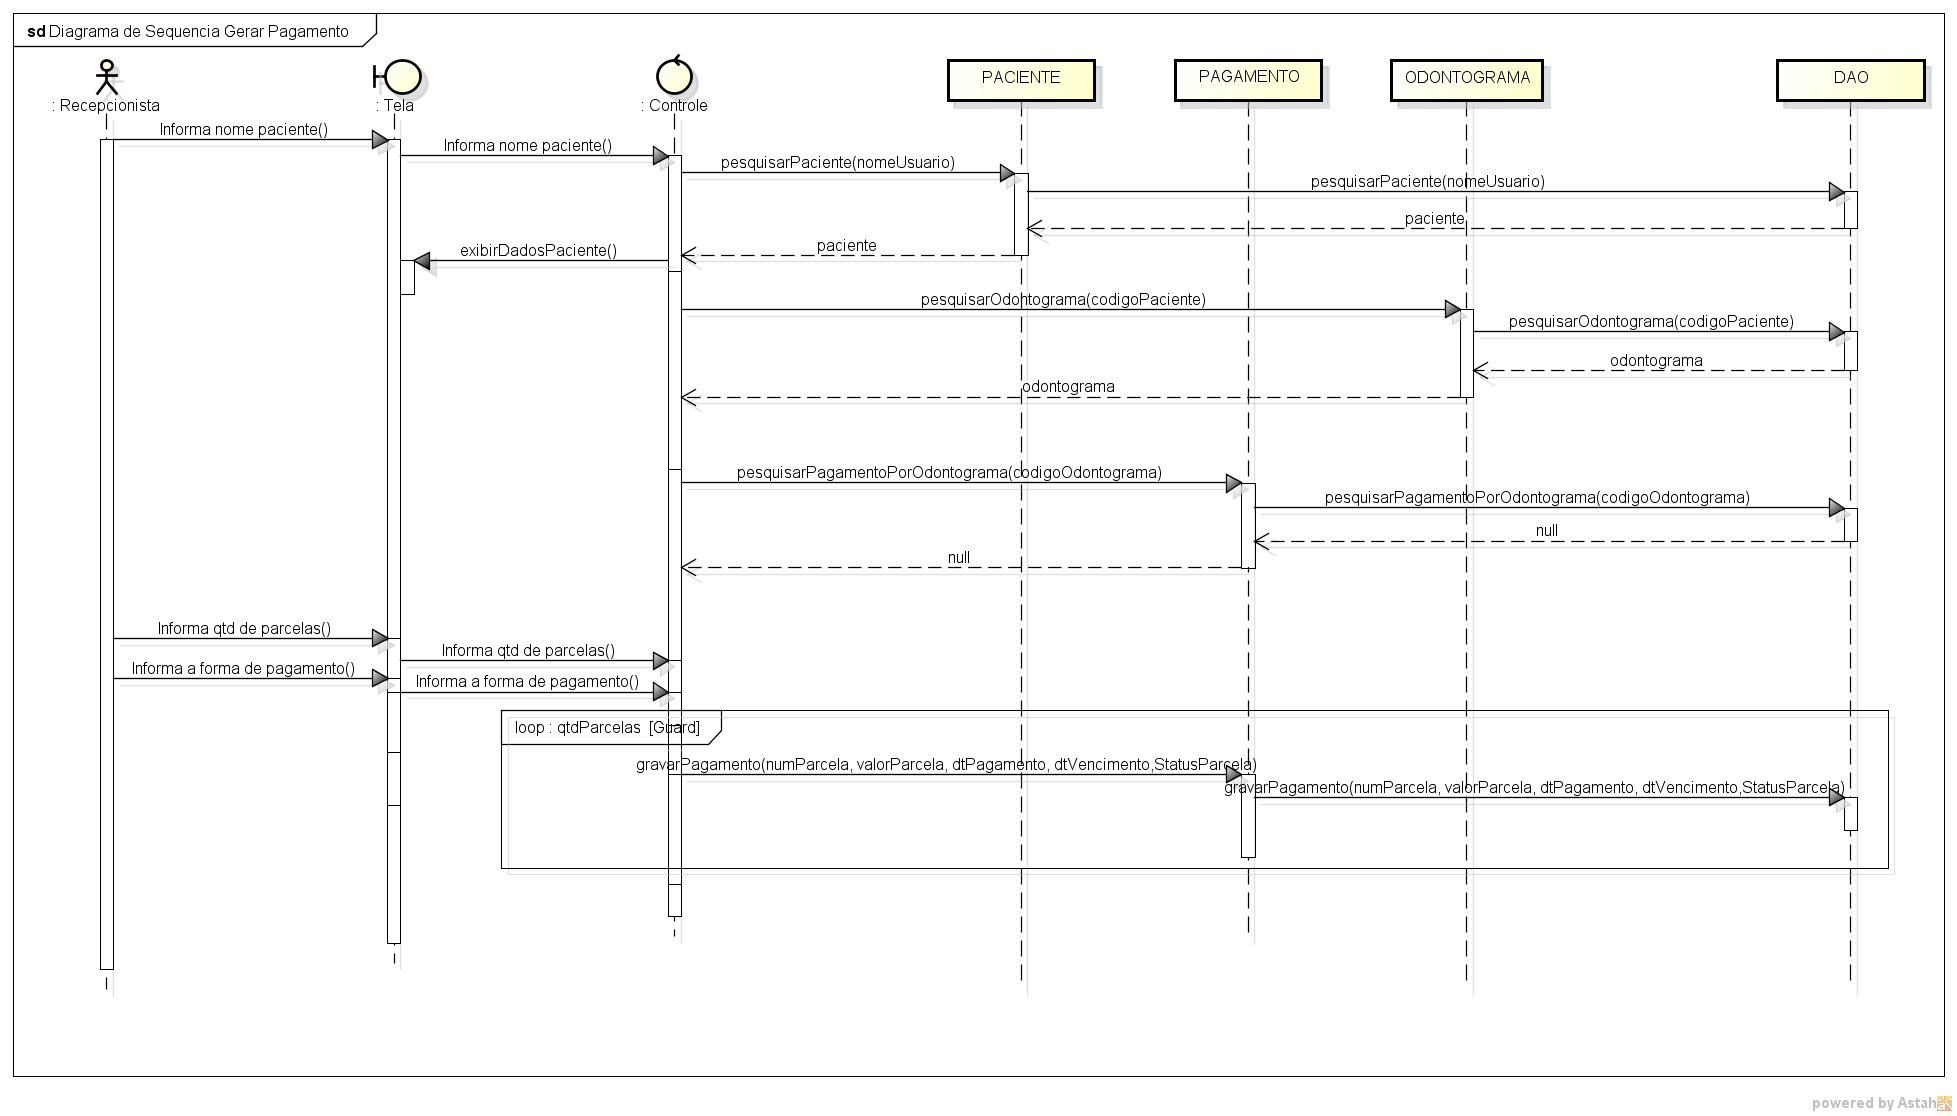 sd Diagrama de Sequencia Gerar Pagamento
: Recepcionista
: Tela
: Controle
PACIENTE
PAGAMENTO
ODONTOGRAMA
DAO
Informa nome paciente()
Informa nome paciente()
pesquisarPaciente(nomeUsuario)
pesquisarPaciente(nomeUsuario)
paciente
paciente
exibirDadosPaciente()
pesquisarOdontograma(codigoPaciente)
pesquisarOdontograma(codigoPaciente)
odontograma
odontograma
pesquisarPagamentoPorOdontograma(codigoOdontograma)
pesquisarPagamentoPorOdontograma(codigoOdontograma)
null
null
Informa qtd de parcelas()
Informa qtd de parcelas()
Informa a forma de pagamento()
Informa a forma de pagamento()
loop : qtdParcelas [Guard]
gravarPagamento(numParcela, valorParcela, dtPagamento, dtVencimento,StatusParcela)
gravarPagamento(numParcela, valorParcela, dtPagamento, dtVencimento,StatusParcela)
powered by Astah